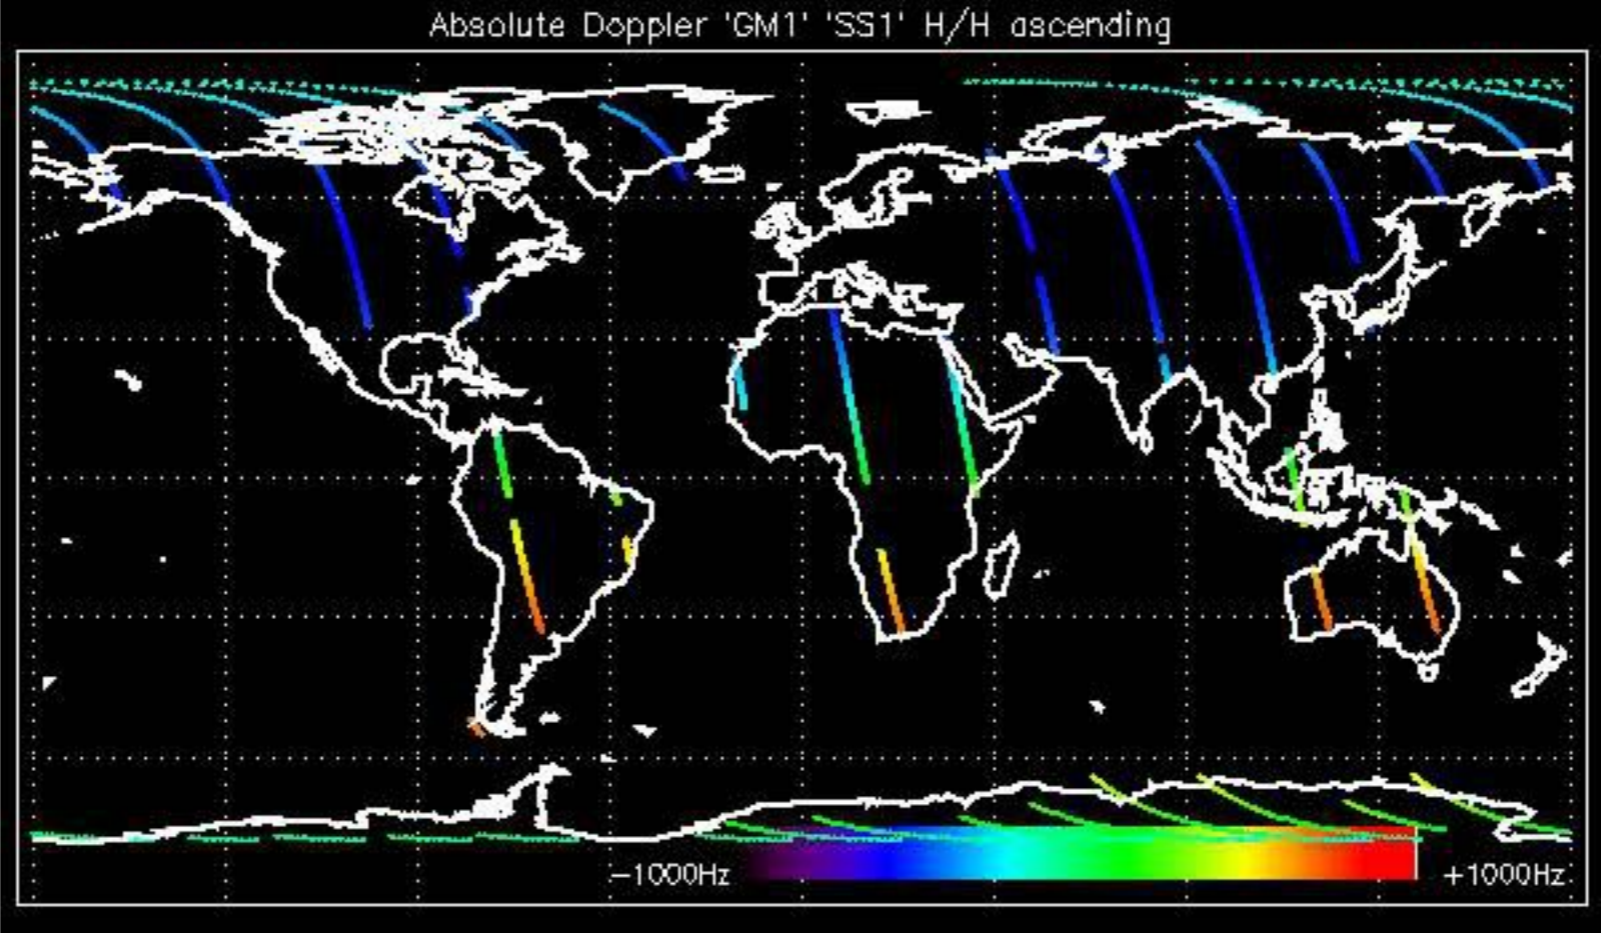 Absolute Doppler 'GM1' 'SS1' H/H ascending
−1000Hz +1000Hz